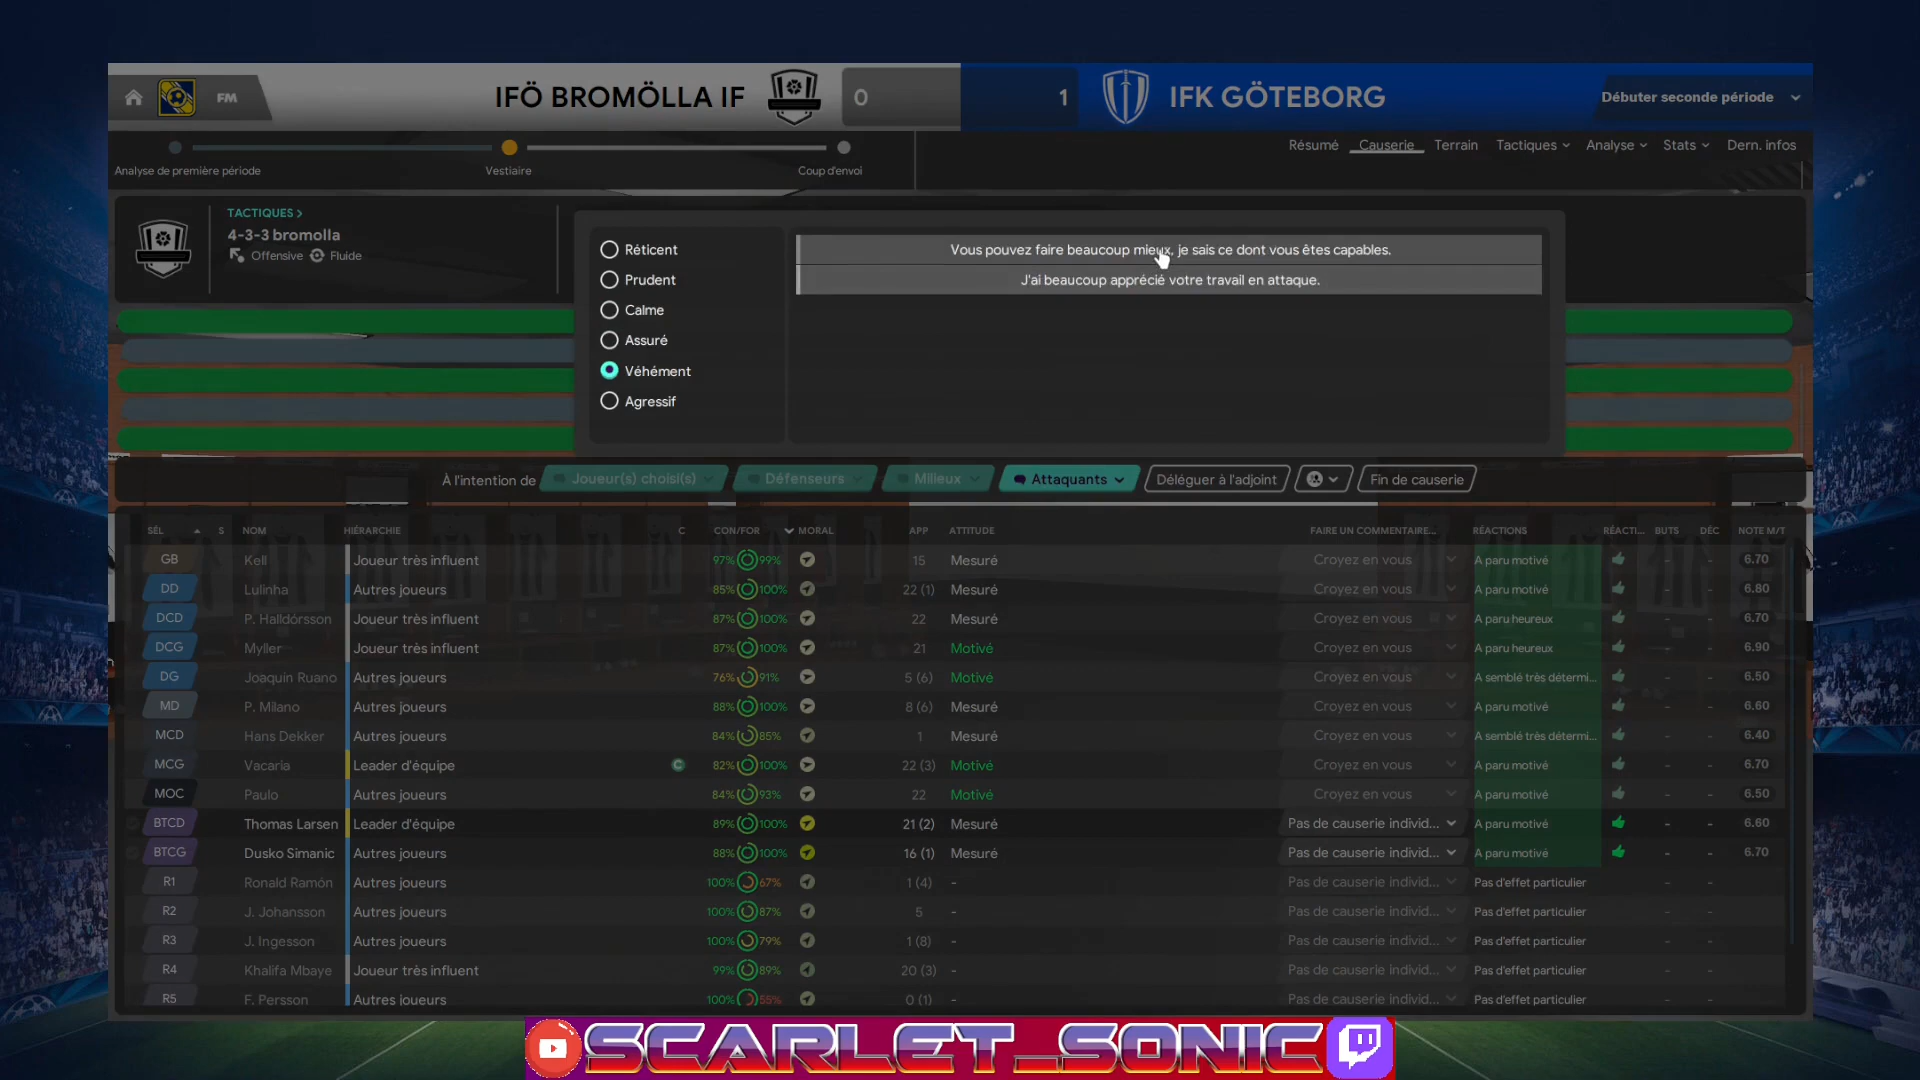 FM
IFÖ BROMÖLLA IF
0
1
IFK GÖTEBORG
Débuter seconde période
Analyse de première période
Vestiaire
Coup d'envoi
Résumé Causerie Terrain Tactiques Analyse Stats Dern. infos
TACTIQUES >
4-3-3 bromolla
Offensive Fluide
Réticent
Prudent
Calme
Assuré
Véhément
Agressif
Vous pouvez faire beaucoup mieux, je sais ce dont vous êtes capables.
J'ai beaucoup apprécié votre travail en attaque.
À l'intention de Joueur(s) choisi(s) Défenseurs Milieux Attaquants Déléguer à l'adjoint Fin de causerie
SÉL S NOM HIÉRARCHIE C CON/FOR MORAL APP ATTITUDE FAIRE UN COMMENTAIRE... RÉACTIONS RÉACTI... BUTS DÉC NOTE M/T
GB Kell Joueur très influent 97% 99% 15 Mesuré Croyez en vous A paru motivé - - 6.70
DD Lulinha Autres joueurs 85% 100% 22 (1) Mesuré Croyez en vous A paru motivé - - 6.80
DCD P. Halldórsson Joueur très influent 87% 100% 22 Mesuré Croyez en vous A paru heureux - - 6.70
DCG Myller Joueur très influent 87% 100% 21 Motivé Croyez en vous A paru heureux - - 6.90
DG Joaquín Ruano Autres joueurs 76% 91% 5 (6) Motivé Croyez en vous A semblé très détermi... - - 6.50
MD P. Milano Autres joueurs 88% 100% 8 (6) Mesuré Croyez en vous A paru motivé - - 6.60
MCD Hans Dekker Autres joueurs 84% 85% 1 Mesuré Croyez en vous A semblé très détermi... - - 6.40
MCG Vacaria Leader d'équipe C 82% 100% 22 (3) Motivé Croyez en vous A paru motivé - - 6.70
MOC Paulo Autres joueurs 84% 93% 22 Motivé Croyez en vous A paru motivé - - 6.50
BTCD Thomas Larsen Leader d'équipe 89% 100% 21 (2) Mesuré Pas de causerie individ... A paru motivé - - 6.60
BTCG Dusko Simanic Autres joueurs 88% 100% 16 (1) Mesuré Pas de causerie individ... A paru motivé - - 6.70
R1 Ronald Ramón Autres joueurs 100% 67% 1 (4) - Pas de causerie individ... Pas d'effet particulier - -
R2 J. Johansson Autres joueurs 100% 87% 5 - Pas de causerie individ... Pas d'effet particulier - -
R3 J. Ingesson Autres joueurs 100% 79% 1 (8) - Pas de causerie individ... Pas d'effet particulier - -
R4 Khalifa Mbaye Joueur très influent 99% 89% 20 (3) - Pas de causerie individ... Pas d'effet particulier - -
R5 F. Persson Autres joueurs 100% 55% 0 (1) - Pas de causerie individ... Pas d'effet particulier - -
SCARLET_SONIC